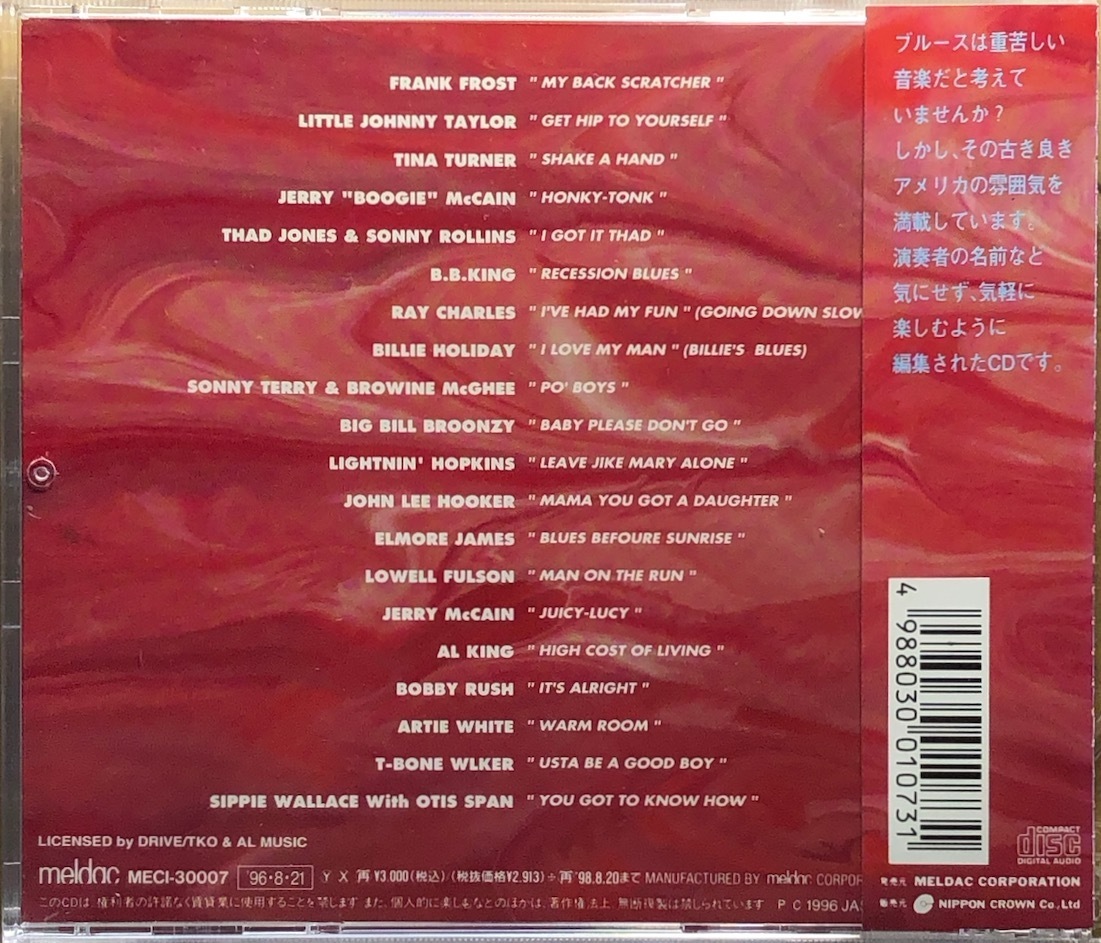 FRANK FROST " MY BACK SCRATCHER "
LITTLE JOHNNY TAYLOR " GET HIP TO YOURSELF "
TINA TURNER " SHAKE A HAND "
JERRY "BOOGIE" McCAIN " HONKY-TONK "
THAD JONES & SONNY ROLLINS " I GOT IT THAD "
B.B.KING " RECESSION BLUES "
RAY CHARLES " I'VE HAD MY FUN " (GOING DOWN SLOW
BILLIE HOLIDAY " I LOVE MY MAN " (BILLIE'S BLUES)
SONNY TERRY & BROWINE McGHEE " PO' BOYS "
BIG BILL BROONZY " BABY PLEASE DON'T GO "
LIGHTNIN' HOPKINS " LEAVE JIKE MARY ALONE "
JOHN LEE HOOKER " MAMA YOU GOT A DAUGHTER "
ELMORE JAMES " BLUES BEFOURE SUNRISE "
LOWELL FULSON " MAN ON THE RUN "
JERRY McCAIN " JUICY-LUCY "
AL KING " HIGH COST OF LIVING "
BOBBY RUSH " IT'S ALRIGHT "
ARTIE WHITE " WARM ROOM "
T-BONE WLKER " USTA BE A GOOD BOY "
SIPPIE WALLACE With OTIS SPAN " YOU GOT TO KNOW HOW "
LICENSED by DRIVE/TKO & AL MUSIC
meldac MECI-30007 '96・8・21 Y X 再 ¥3,000(税込)/(税抜価格¥2,913)÷再'98.8.20まで MANUFACTURED BY meldac CORPOR
このCDは、権利者の許諾なく賃貸業に使用することを禁じます また、個人的に楽しむなどのほかは、著作権法上、無断複製は禁じられています P C 1996 JA
ブルースは重苦しい
音楽だと考えて
いませんか?
しかし、その古き良き
アメリカの雰囲気を
満載しています。
演奏者の名前など
気にせず、気軽に
楽しむように
編集されたCDです。
4 988030 010731
COMPACT
disc
DIGITAL AUDIO
発売元 MELDAC CORPORATION
販売元 NIPPON CROWN Co.,Ltd